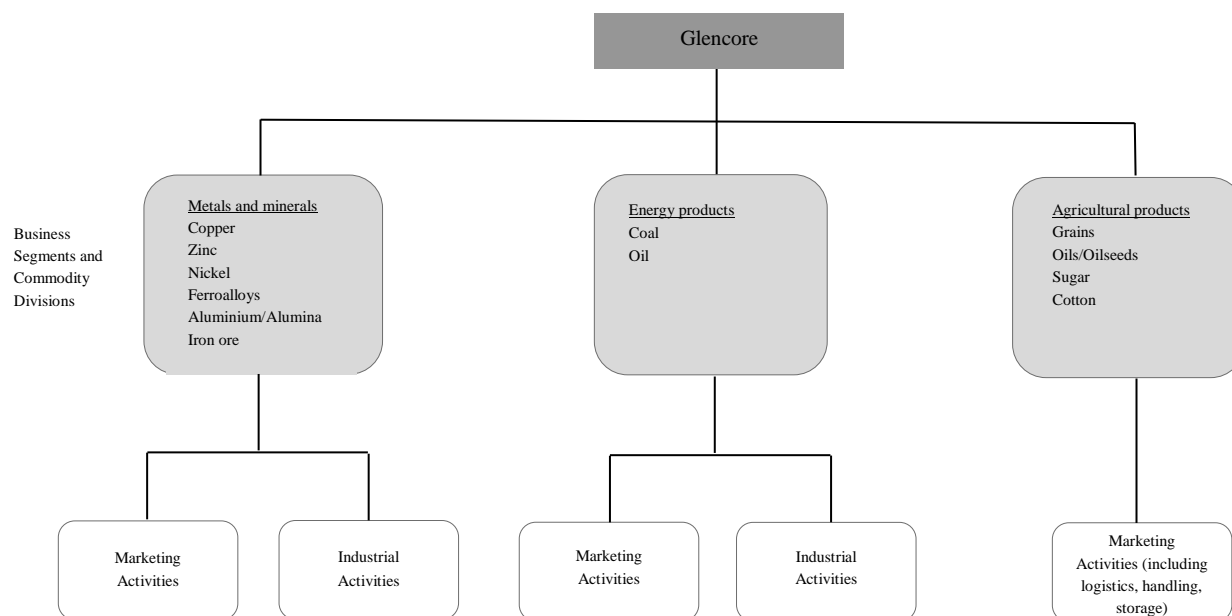 Glencore
Business
Segments and
Commodity
Divisions
Metals and minerals
Copper
Zinc
Nickel
Ferroalloys
Aluminium/Alumina
Iron ore
Energy products
Coal
Oil
Agricultural products
Grains
Oils/Oilseeds
Sugar
Cotton
Marketing
Activities
Industrial
Activities
Marketing
Activities
Industrial
Activities
Marketing
Activities (including
logistics, handling,
storage)